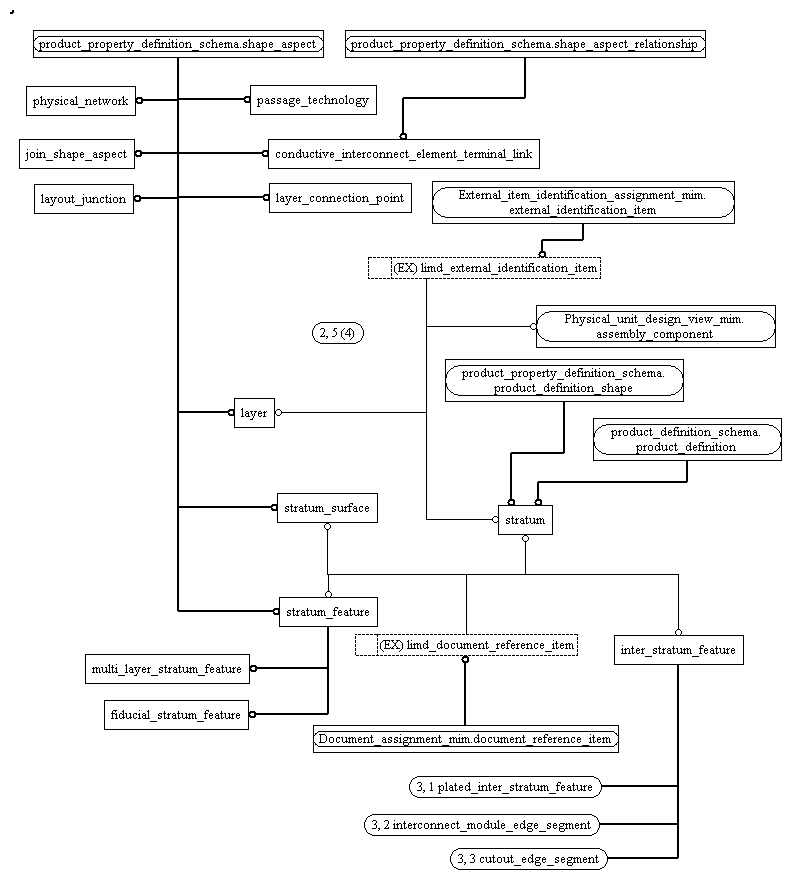 product_property_definition_schema.shape_aspect
product_property_definition_schema.shape_aspect_relationship
physical_network
passage_technology
join_shape_aspect
conductive_interconnect_element_terminal_link
layout_junction
layer_connection_point
External_item_identification_assignment_mim.
external_identification_item
(EX) limd_external_identification_item
2, 5 (4)
Physical_unit_design_view_mim.
assembly_component
product_property_definition_schema.
product_definition_shape
layer
product_definition_schema.
product_definition
stratum_surface
stratum
stratum_feature
(EX) limd_document_reference_item
inter_stratum_feature
multi_layer_stratum_feature
fiducial_stratum_feature
Document_assignment_mim.document_reference_item
3, 1 plated_inter_stratum_feature
3, 2 interconnect_module_edge_segment
3, 3 cutout_edge_segment